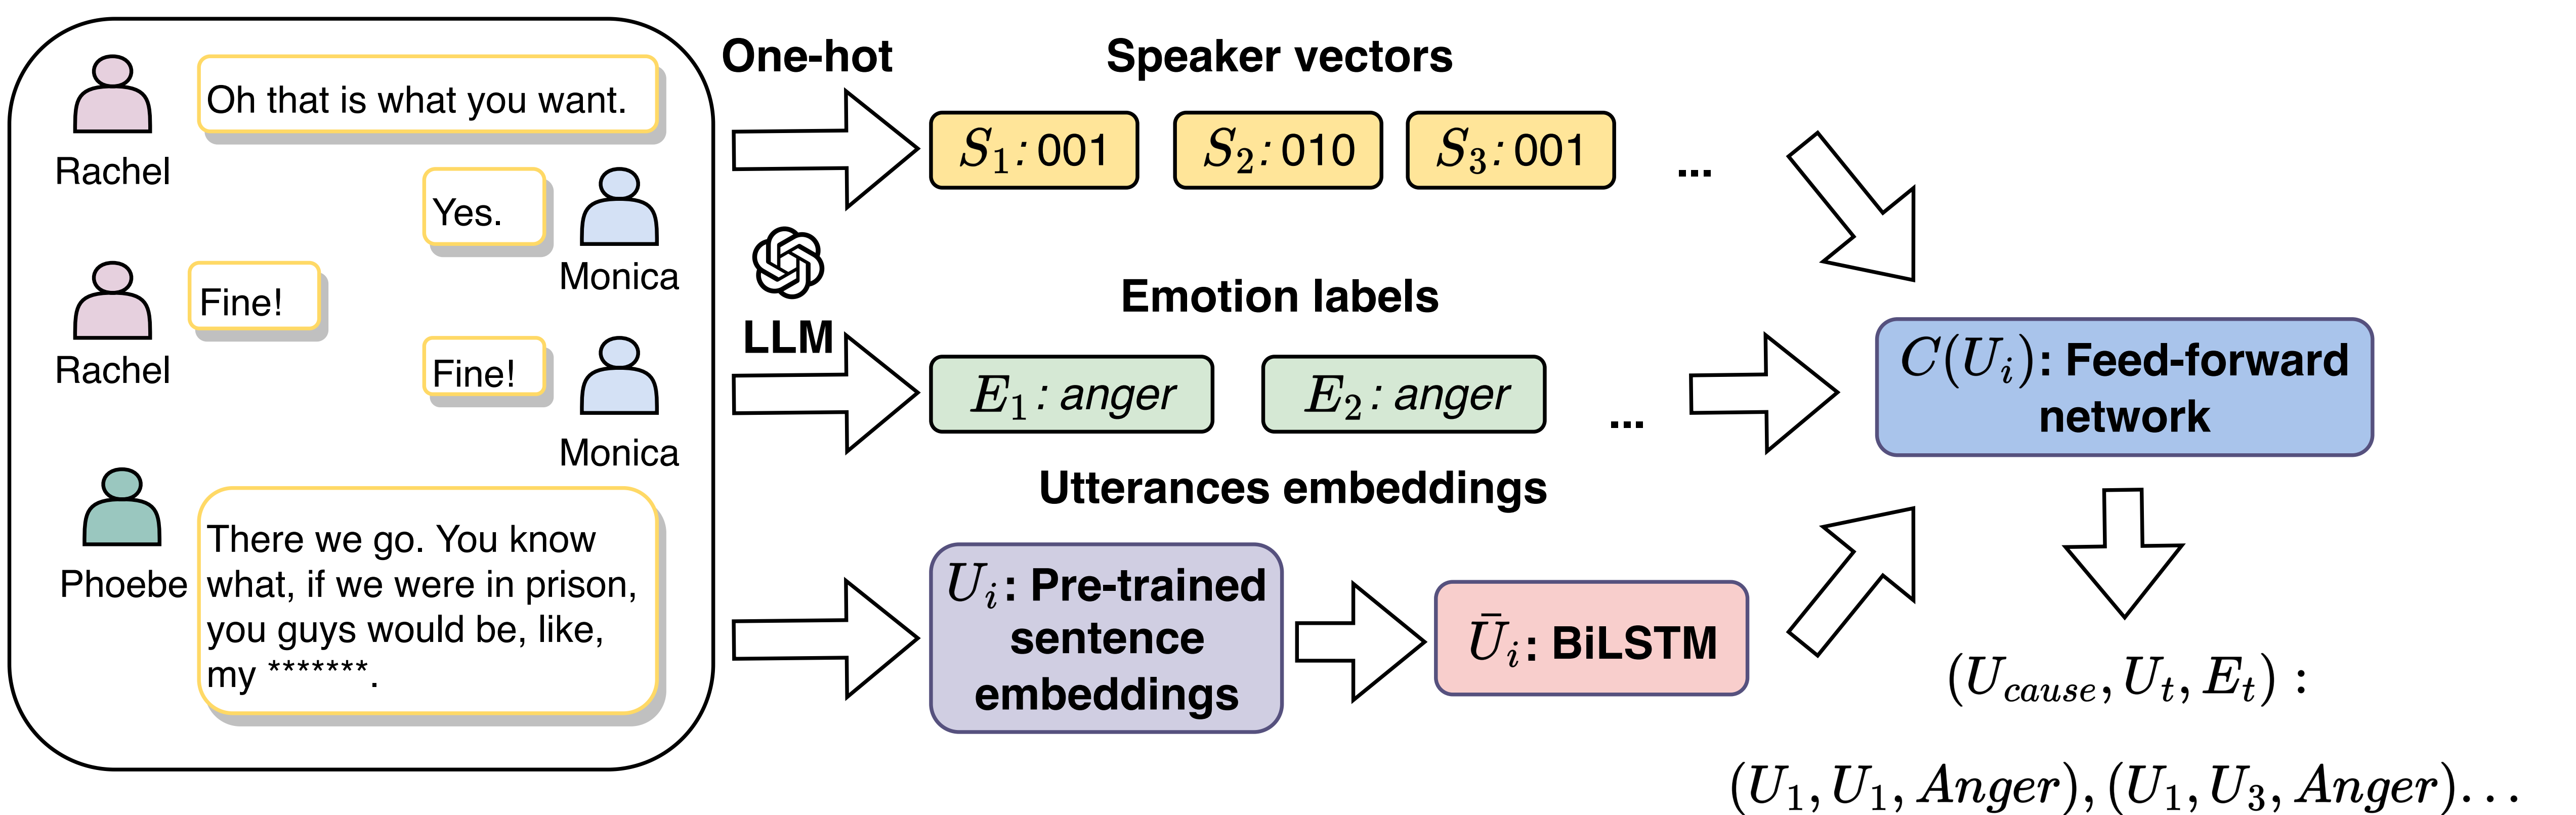 Oh that is what you want.
Rachel
Yes.
Monica
Fine!
Rachel
Fine!
Monica
Phoebe
There we go. You know
what, if we were in prison,
you guys would be, like,
my *******.
One-hot
Speaker vectors
S₁: 001
S₂: 010
S₃: 001
...
LLM
Emotion labels
E₁: anger
E₂: anger
...
Utterances embeddings
Uᵢ: Pre-trained
sentence
embeddings
Ūᵢ: BiLSTM
C(Uᵢ): Feed-forward
network
(U_cause, U_t, E_t) :
(U₁, U₁, Anger), (U₁, U₃, Anger)...